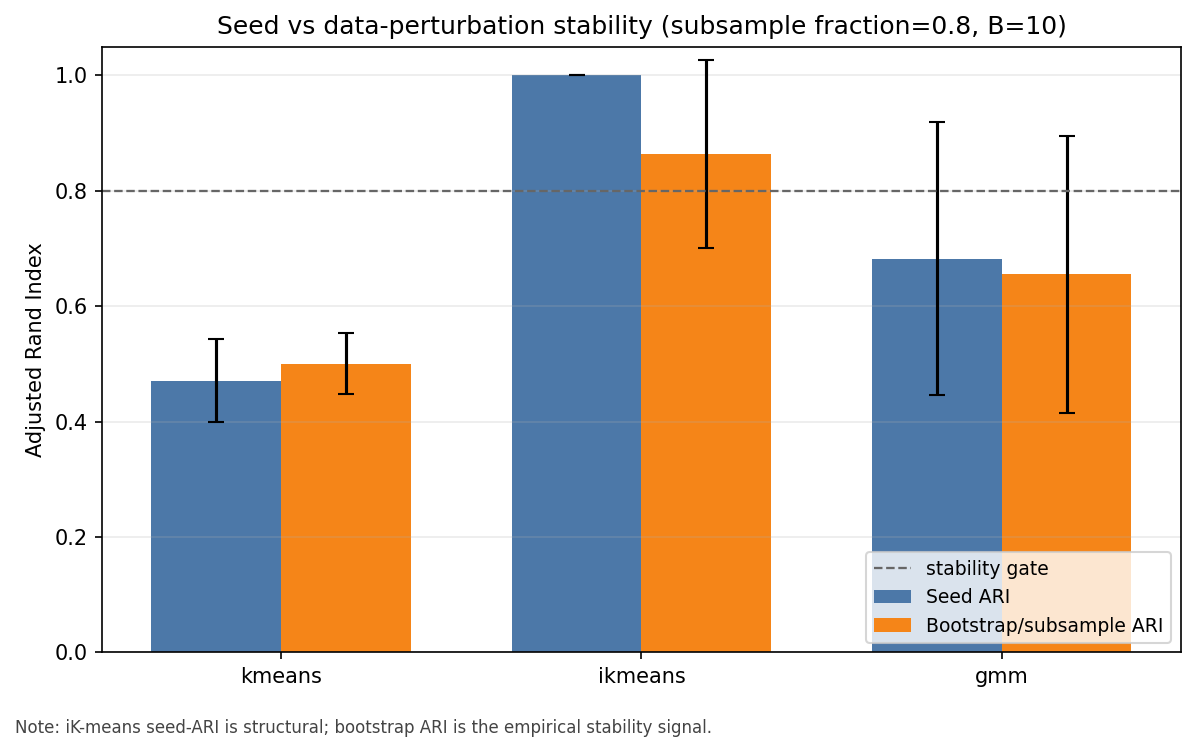 Seed vs data-perturbation stability (subsample fraction=0.8, B=10)
Adjusted Rand Index
1.0
0.8
0.6
0.4
0.2
0.0
stability gate
Seed ARI
Bootstrap/subsample ARI
kmeans
ikmeans
gmm
Note: iK-means seed-ARI is structural; bootstrap ARI is the empirical stability signal.